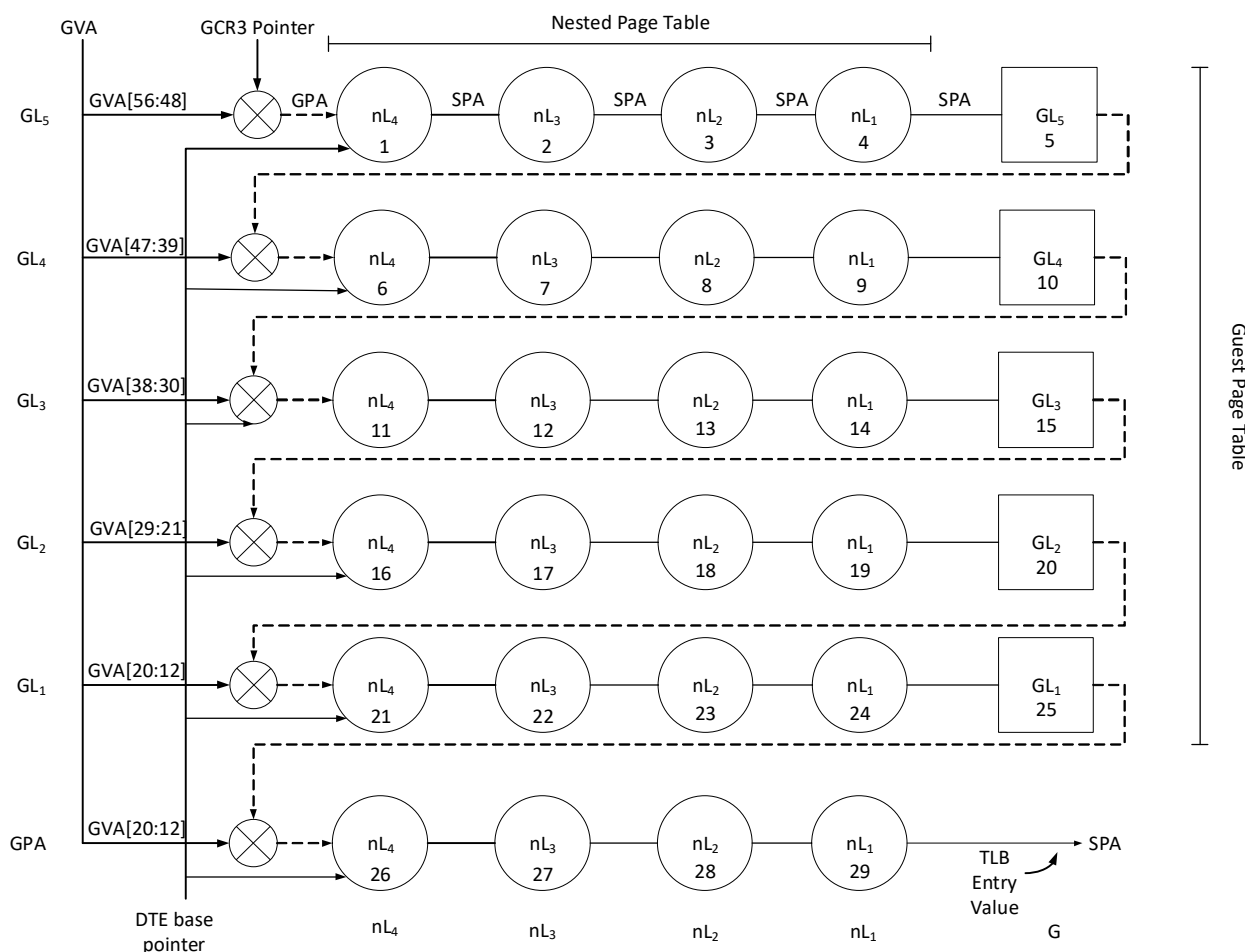 GVA
GCR3 Pointer
Nested Page Table
GL₅
GVA[56:48]
GPA
nL₄
1
SPA
nL₃
2
SPA
nL₂
3
SPA
nL₁
4
SPA
GL₅
5
GL₄
GVA[47:39]
nL₄
6
nL₃
7
nL₂
8
nL₁
9
GL₄
10
GL₃
GVA[38:30]
nL₄
11
nL₃
12
nL₂
13
nL₁
14
GL₃
15
Guest Page Table
GL₂
GVA[29:21]
nL₄
16
nL₃
17
nL₂
18
nL₁
19
GL₂
20
GL₁
GVA[20:12]
nL₄
21
nL₃
22
nL₂
23
nL₁
24
GL₁
25
GPA
GVA[20:12]
nL₄
26
nL₃
27
nL₂
28
nL₁
29
TLB
Entry
Value
SPA
DTE base
pointer
nL₄
nL₃
nL₂
nL₁
G